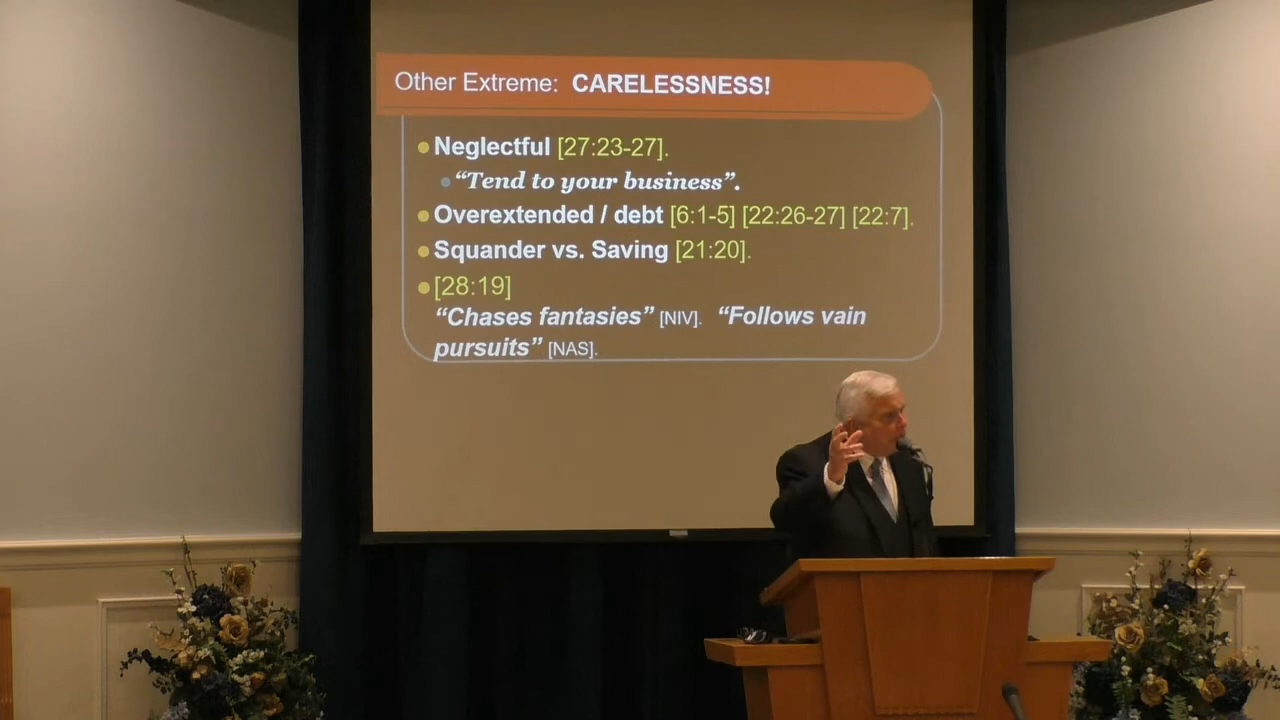 Other Extreme: CARELESSNESS!
Neglectful [27:23-27].
“Tend to your business”.
Overextended / debt [6:1-5] [22:26-27] [22:7].
Squander vs. Saving [21:20].
[28:19]
“Chases fantasies” [NIV]. “Follows vain
pursuits” [NAS].